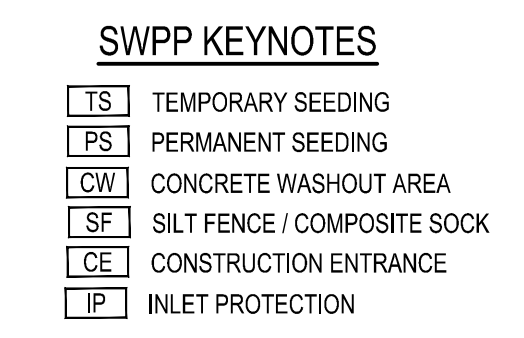 SWPP KEYNOTES
TS TEMPORARY SEEDING
PS PERMANENT SEEDING
CW CONCRETE WASHOUT AREA
SF SILT FENCE / COMPOSITE SOCK
CE CONSTRUCTION ENTRANCE
IP INLET PROTECTION